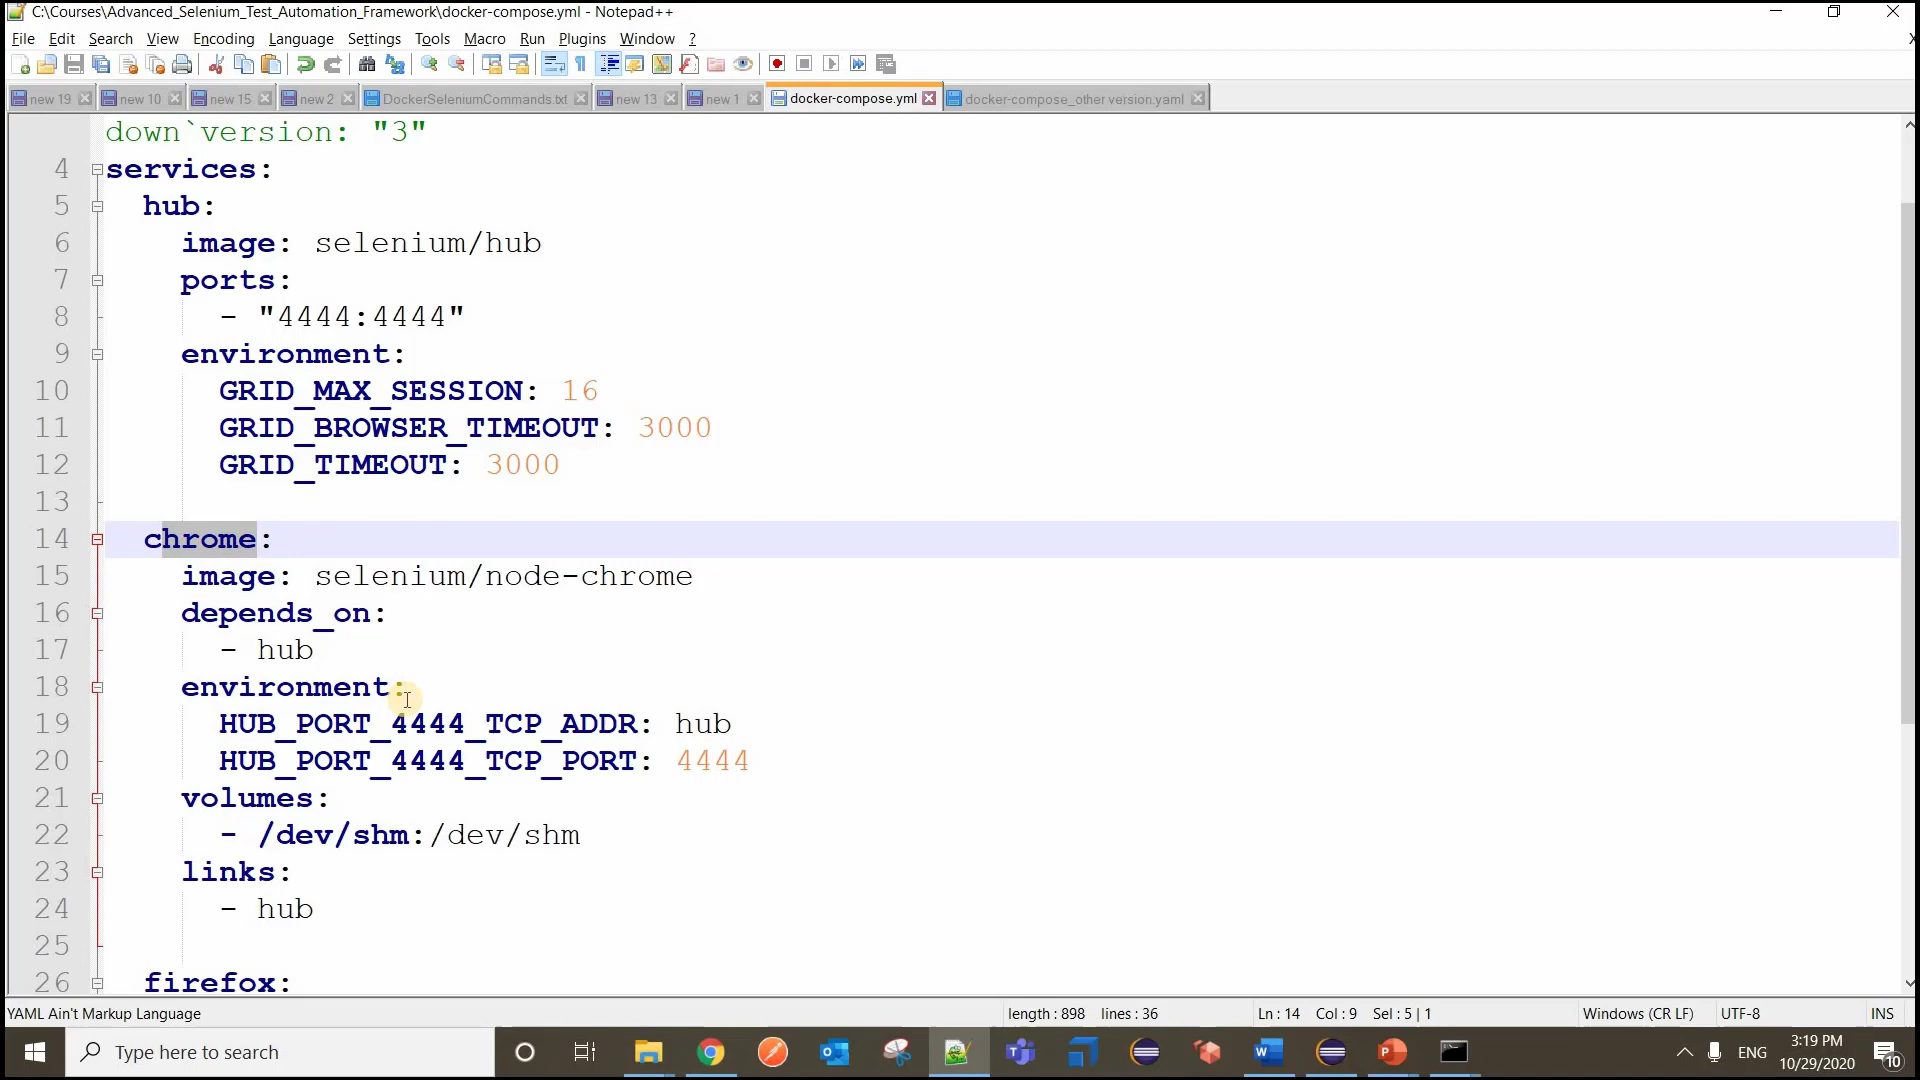 C:\Courses\Advanced_Selenium_Test_Automation_Framework\docker-compose.yml - Notepad++
File Edit Search View Encoding Language Settings Tools Macro Run Plugins Window ?
new 19 new 10 new 15 new 2 DockerSeleniumCommands.txt new 13 new 1 docker-compose.yml docker-compose_other version.yaml
down`version: "3"
4 services:
5 hub:
6 image: selenium/hub
7 ports:
8 - "4444:4444"
9 environment:
10 GRID_MAX_SESSION: 16
11 GRID_BROWSER_TIMEOUT: 3000
12 GRID_TIMEOUT: 3000
13
14 chrome:
15 image: selenium/node-chrome
16 depends_on:
17 - hub
18 environment:
19 HUB_PORT_4444_TCP_ADDR: hub
20 HUB_PORT_4444_TCP_PORT: 4444
21 volumes:
22 - /dev/shm:/dev/shm
23 links:
24 - hub
25
26 firefox:
YAML Ain't Markup Language length : 898 lines : 36 Ln : 14 Col : 9 Sel : 5 | 1 Windows (CR LF) UTF-8 INS
Type here to search ENG 3:19 PM 10/29/2020 10